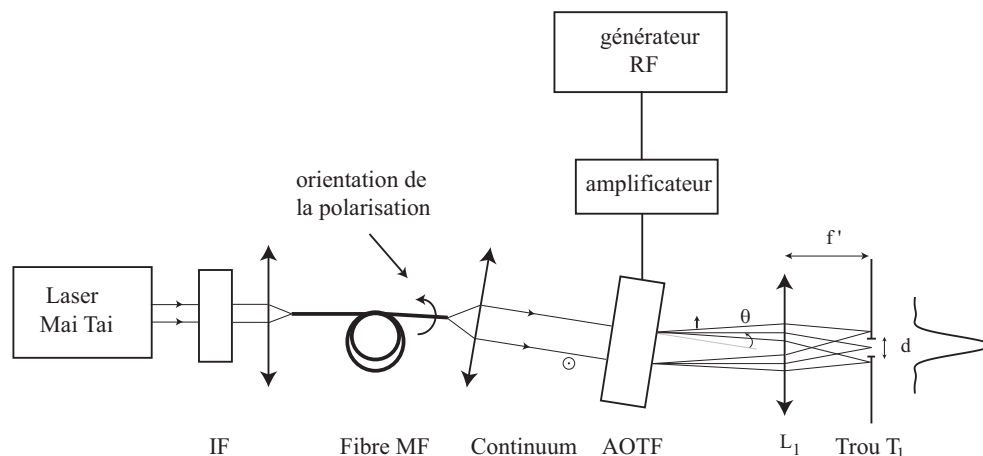 générateur
RF
amplificateur
orientation de
la polarisation
f'
Laser
Mai Tai
θ
d
IF
Fibre MF
Continuum
AOTF
L₁
Trou T₁